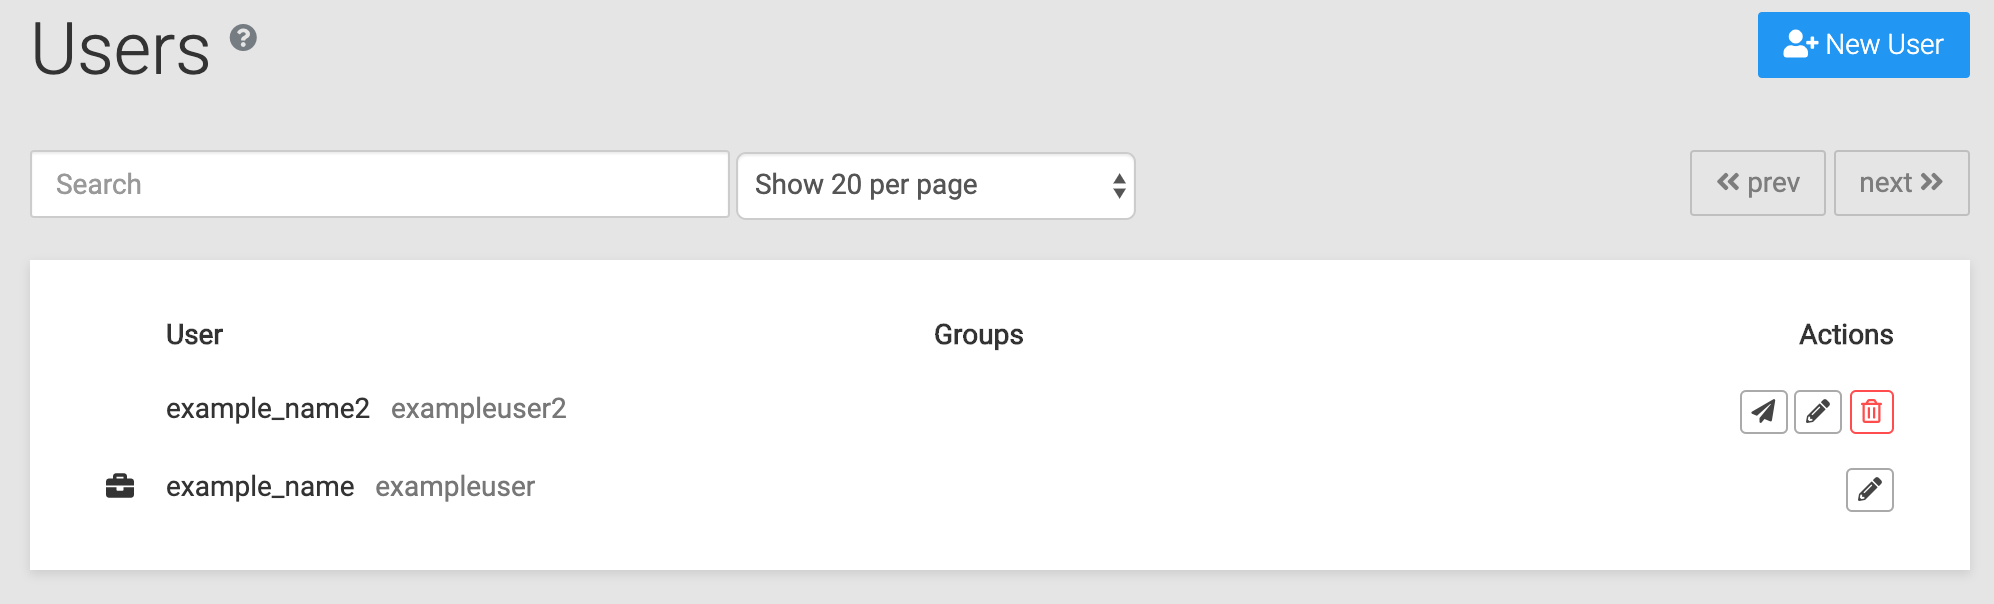 Users ?
New User
Search
Show 20 per page
prev
next
User Groups Actions
example_name2 exampleuser2
example_name exampleuser